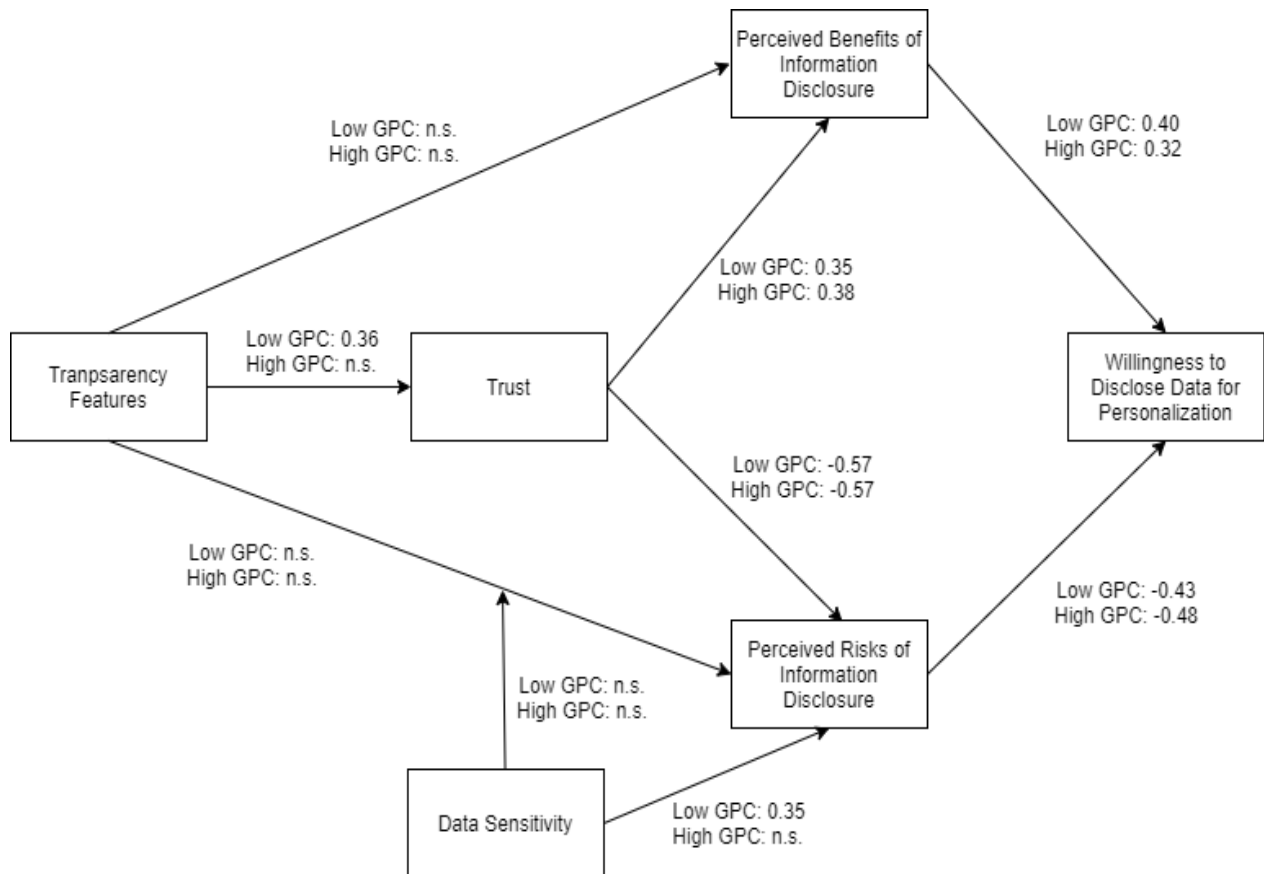 Perceived Benefits of
Information
Disclosure
Low GPC: n.s.
High GPC: n.s.
Low GPC: 0.40
High GPC: 0.32
Low GPC: 0.35
High GPC: 0.38
Low GPC: 0.36
High GPC: n.s.
Tranpsarency
Features
Trust
Willingness to
Disclose Data for
Personalization
Low GPC: -0.57
High GPC: -0.57
Low GPC: n.s.
High GPC: n.s.
Low GPC: -0.43
High GPC: -0.48
Perceived Risks of
Information
Disclosure
Low GPC: n.s.
High GPC: n.s.
Data Sensitivity
Low GPC: 0.35
High GPC: n.s.